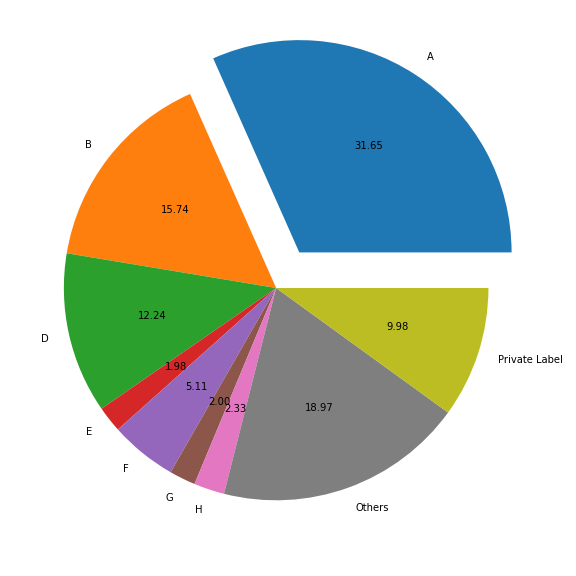 A
31.65
B
15.74
D
12.24
E
1.98
F
5.11
G
2.00
H
2.33
Others
18.97
Private Label
9.98